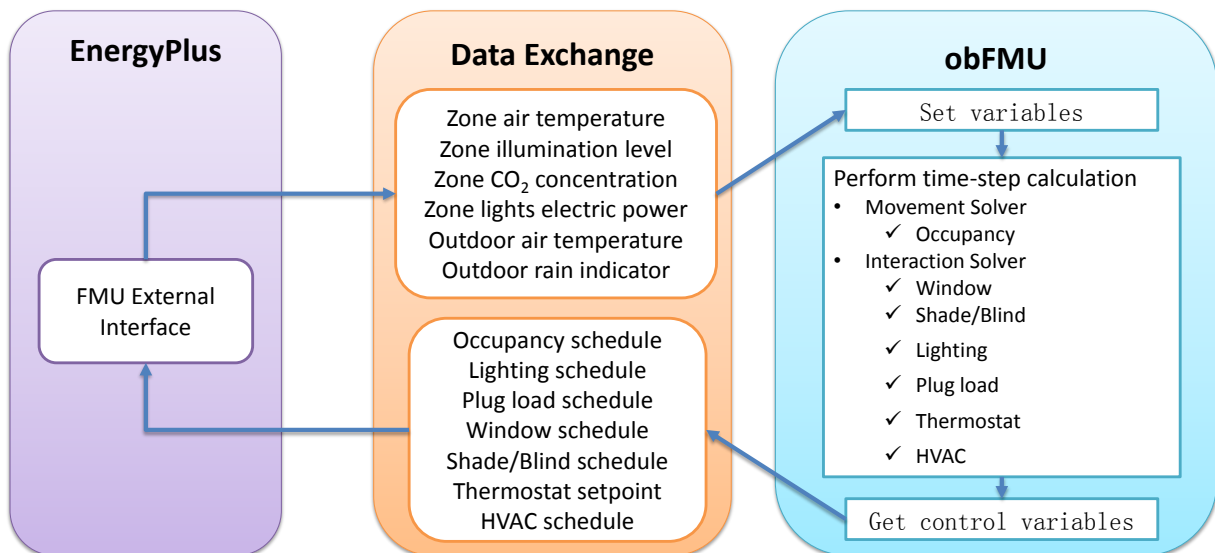 EnergyPlus
FMU External
Interface
Data Exchange
Zone air temperature
Zone illumination level
Zone CO₂ concentration
Zone lights electric power
Outdoor air temperature
Outdoor rain indicator
Occupancy schedule
Lighting schedule
Plug load schedule
Window schedule
Shade/Blind schedule
Thermostat setpoint
HVAC schedule
obFMU
Set variables
Perform time-step calculation
• Movement Solver
✓ Occupancy
• Interaction Solver
✓ Window
✓ Shade/Blind
✓ Lighting
✓ Plug load
✓ Thermostat
✓ HVAC
Get control variables